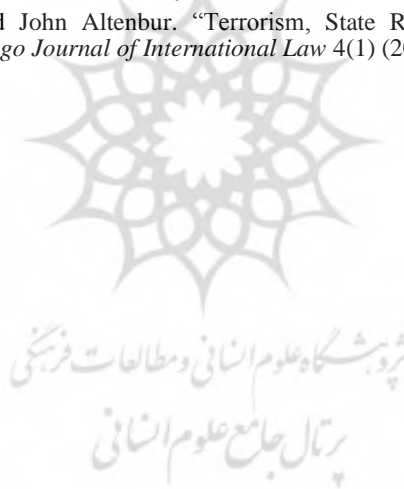 d John Altenbur. “Terrorism, State R
go Journal of International Law 4(1) (20
پژوهشگاه علوم انسانی و مطالعات فرهنگی
پرتال جامع علوم انسانی